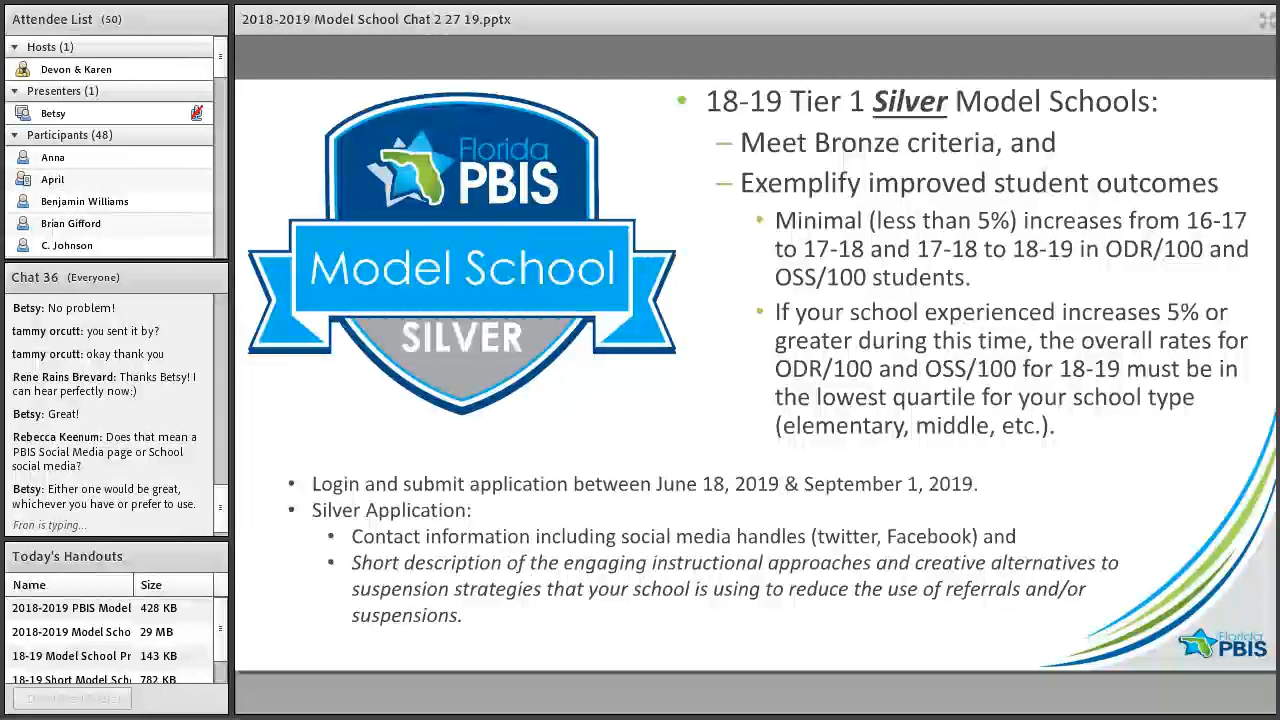 Attendee List (50)
Hosts (1)
Devon & Karen
Presenters (1)
Betsy
Participants (48)
Anna
April
Benjamin Williams
Brian Gifford
C. Johnson
Chat 36 (Everyone)
Betsy: No problem!
tammy orcutt: you sent it by?
tammy orcutt: okay thank you
Rene Rains Brevard: Thanks Betsy! I
can hear perfectly now:)
Betsy: Great!
Rebecca Keenum: Does that mean a
PBIS Social Media page or School
social media?
Betsy: Either one would be great,
whichever you have or prefer to use.
Fran is typing...
Today's Handouts
Name Size
2018-2019 PBIS Model 428 KB
2018-2019 Model Scho 29 MB
18-19 Model School Pr 143 KB
18-19 Short Model Sch 782 KB
2018-2019 Model School Chat 2 27 19.pptx
Florida
PBIS
Model School
SILVER
• 18-19 Tier 1 Silver Model Schools:
– Meet Bronze criteria, and
– Exemplify improved student outcomes
• Minimal (less than 5%) increases from 16-17
to 17-18 and 17-18 to 18-19 in ODR/100 and
OSS/100 students.
• If your school experienced increases 5% or
greater during this time, the overall rates for
ODR/100 and OSS/100 for 18-19 must be in
the lowest quartile for your school type
(elementary, middle, etc.).
• Login and submit application between June 18, 2019 & September 1, 2019.
• Silver Application:
• Contact information including social media handles (twitter, Facebook) and
• Short description of the engaging instructional approaches and creative alternatives to
suspension strategies that your school is using to reduce the use of referrals and/or
suspensions.
Florida
PBIS